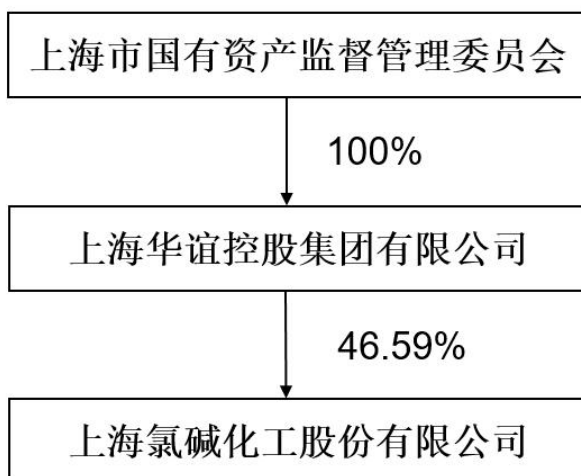 上海市国有资产监督管理委员会
100%
上海华谊控股集团有限公司
46.59%
上海氯碱化工股份有限公司